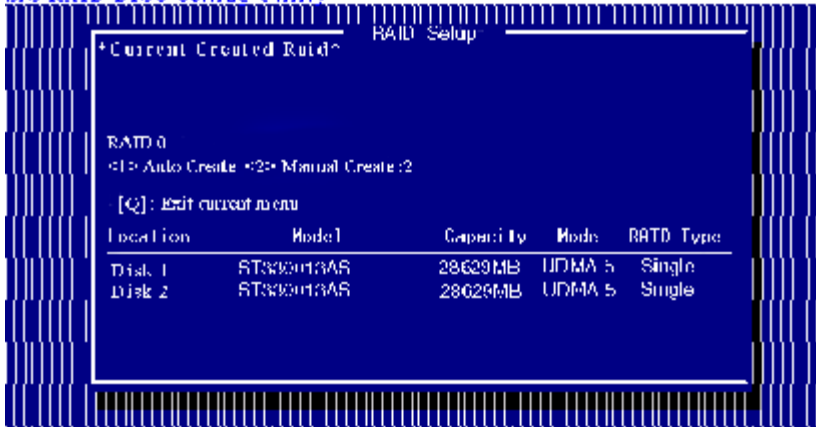 RAID Setup
*Current Created Raid^
RAID 0
<1> Auto Create <2> Manual Create :2
[Q] : Exit current menu
Location Model Capacity Mode RAID Type
Disk 1 28629MB UDMA 5 Single
Disk 2 28629MB UDMA 5 Single